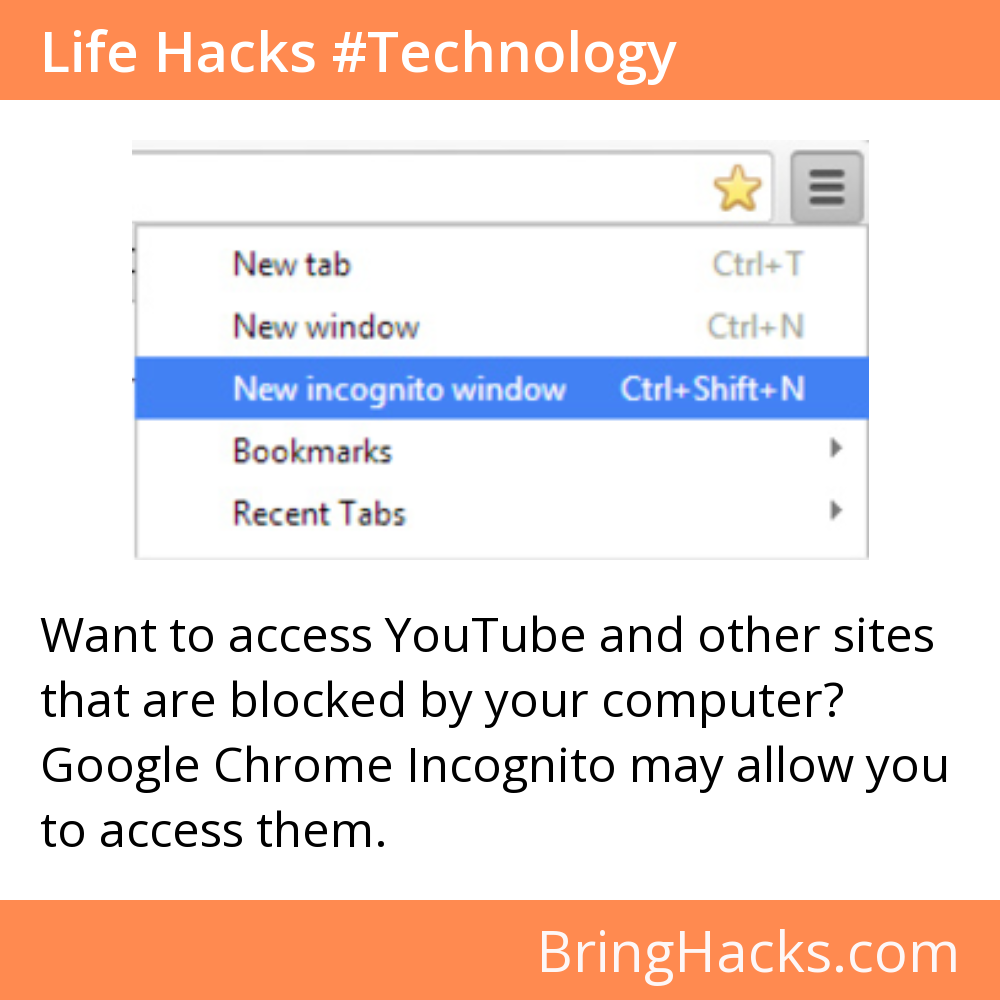 Life Hacks #Technology
New tab Ctrl+T
New window Ctrl+N
New incognito window Ctrl+Shift+N
Bookmarks
Recent Tabs
Want to access YouTube and other sites
that are blocked by your computer?
Google Chrome Incognito may allow you
to access them.
BringHacks.com